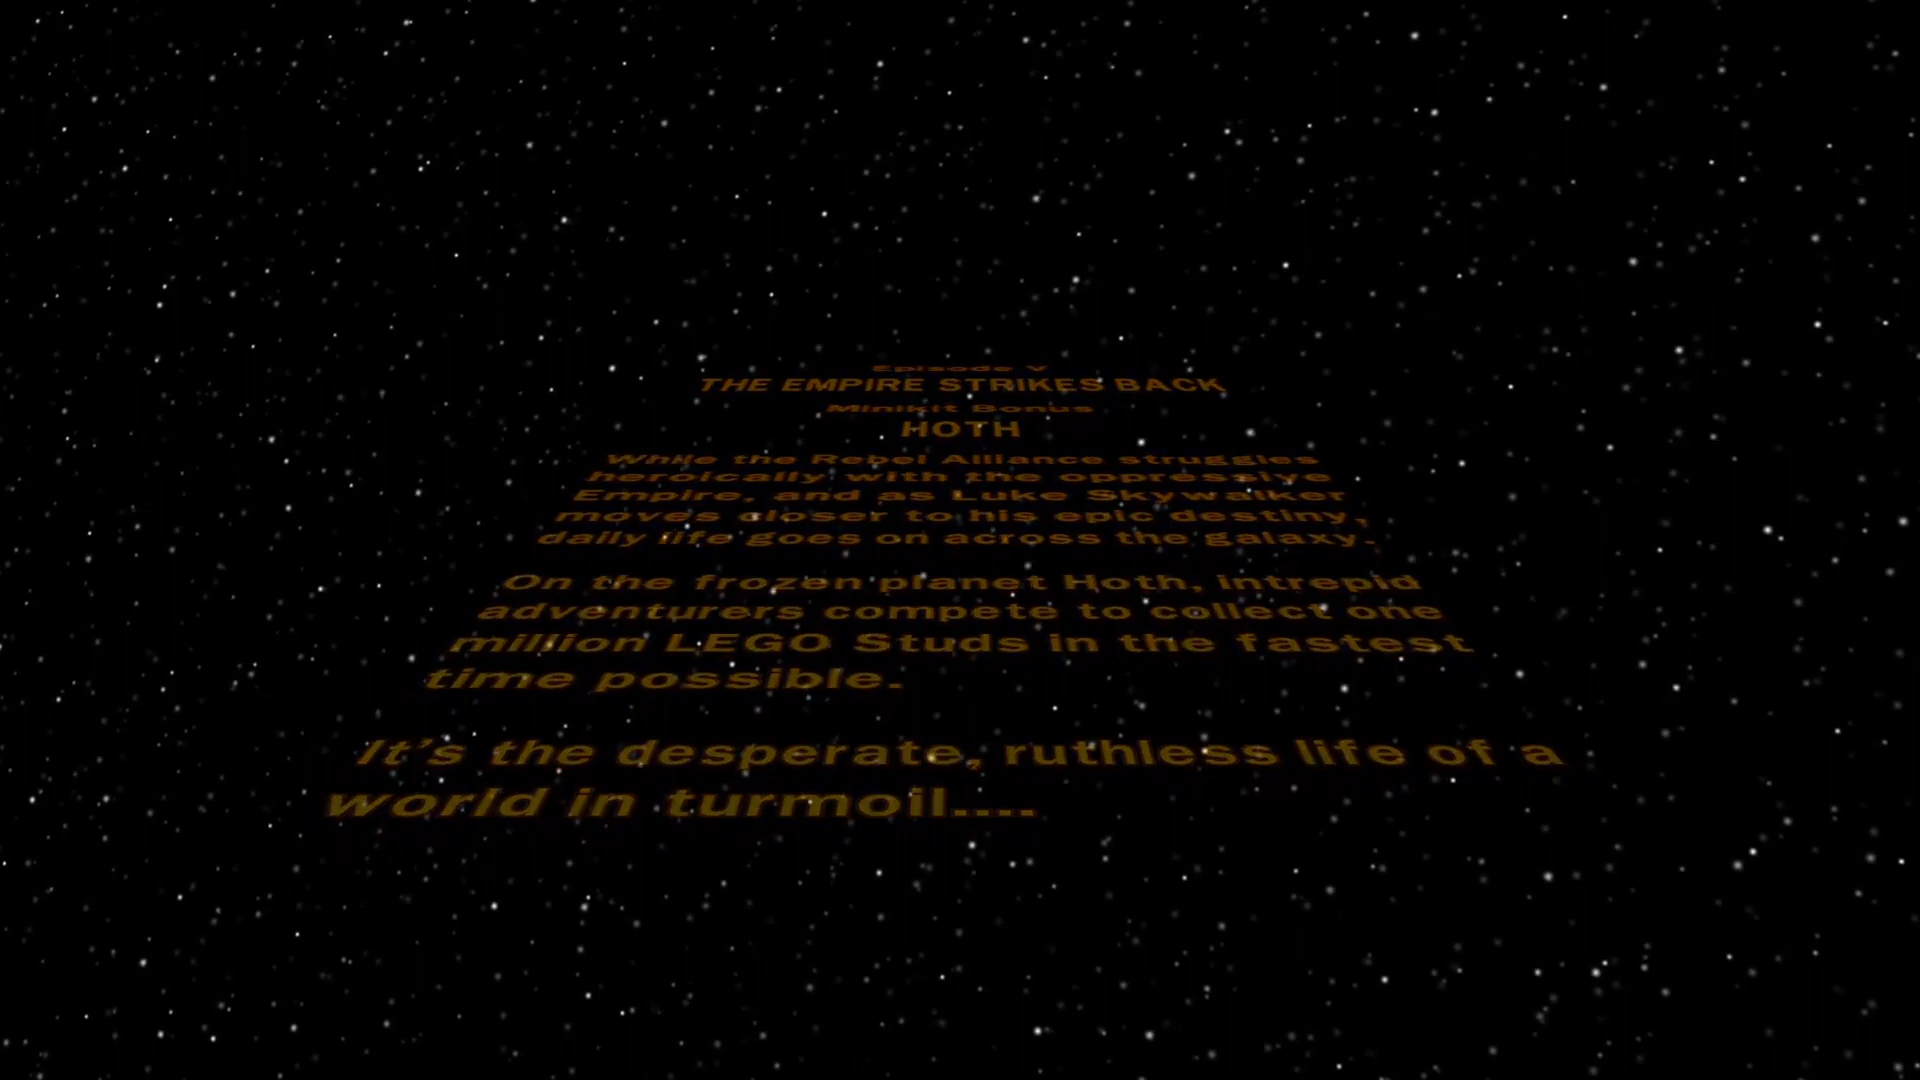 Episode V
THE EMPIRE STRIKES BACK
Minikit Bonus
HOTH
While the Rebel Alliance struggles
heroically with the oppressive
Empire, and as Luke Skywalker
moves closer to his epic destiny,
daily life goes on across the galaxy.
On the frozen planet Hoth, intrepid
adventurers compete to collect one
million LEGO Studs in the fastest
time possible.
It's the desperate, ruthless life of a
world in turmoil....